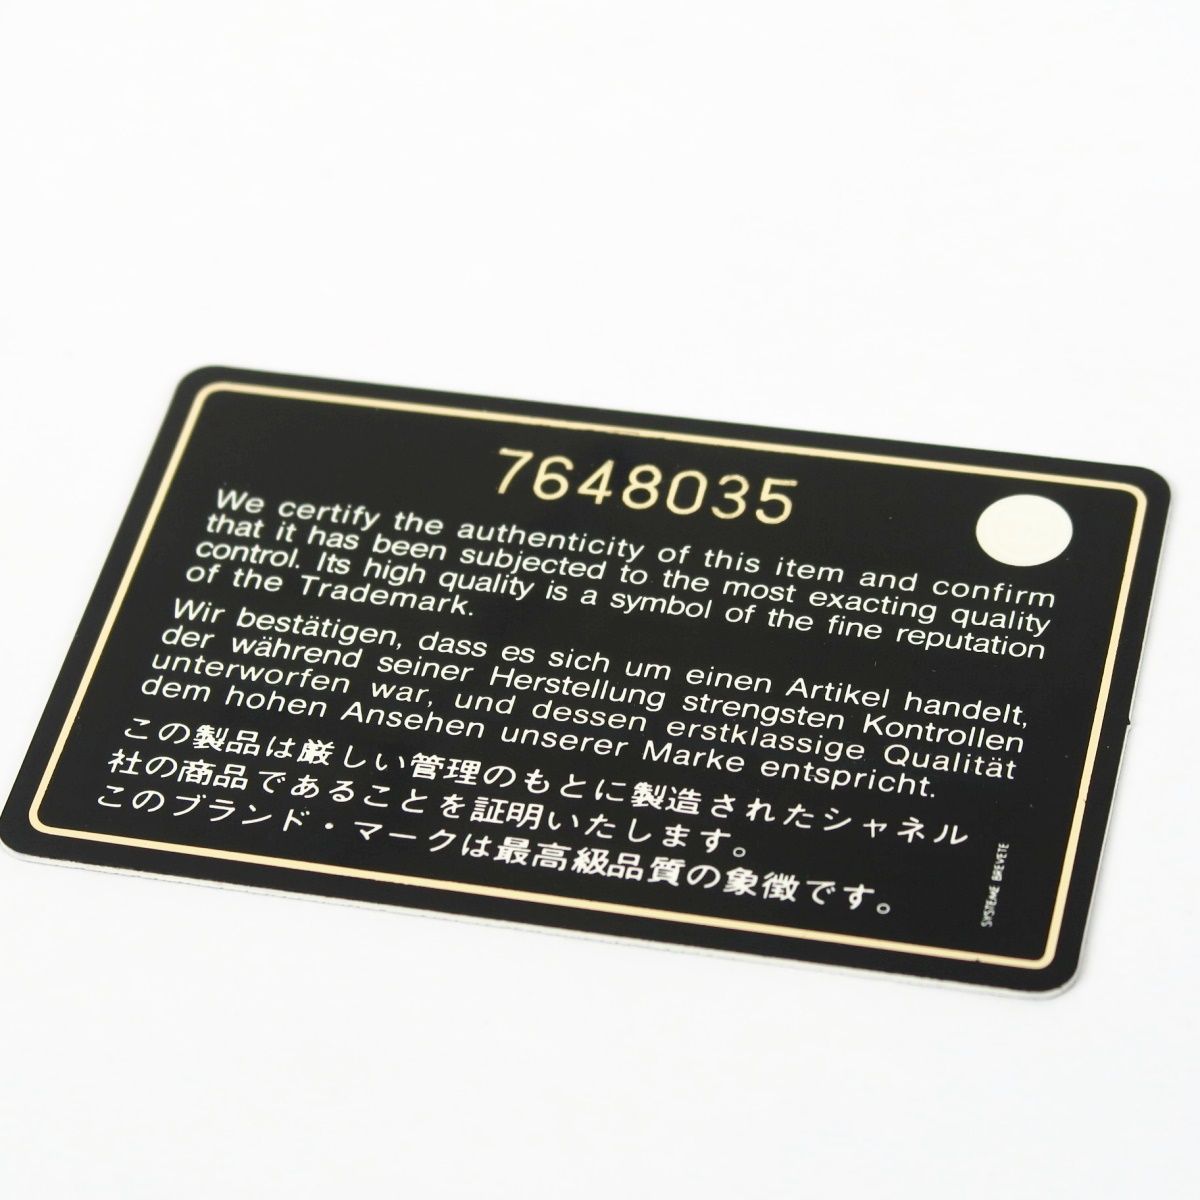 7648035
We certify the authenticity of this item and confirm
that it has been subjected to the most exacting quality
control. Its high quality is a symbol of the fine reputation
of the Trademark.
Wir bestätigen, dass es sich um einen Artikel handelt,
der während seiner Herstellung strengsten Kontrollen
unterworfen war, und dessen erstklassige Qualität
dem hohen Ansehen unserer Marke entspricht.
この製品は厳しい管理のもとに製造されたシャネル
社の商品であることを証明いたします。
このブランド・マークは最高級品質の象徴です。
SYSTEME BREVETE